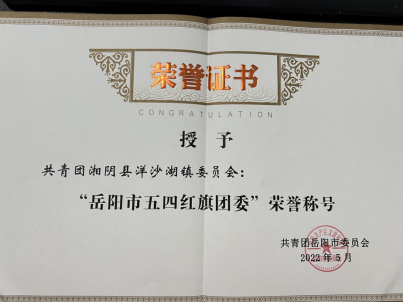 荣誉证书
CONGRATULATION
授予
共青团湘阴县洋沙湖镇委员会：
“岳阳市五四红旗团委”荣誉称号
共青团岳阳市委员会
2022年5月